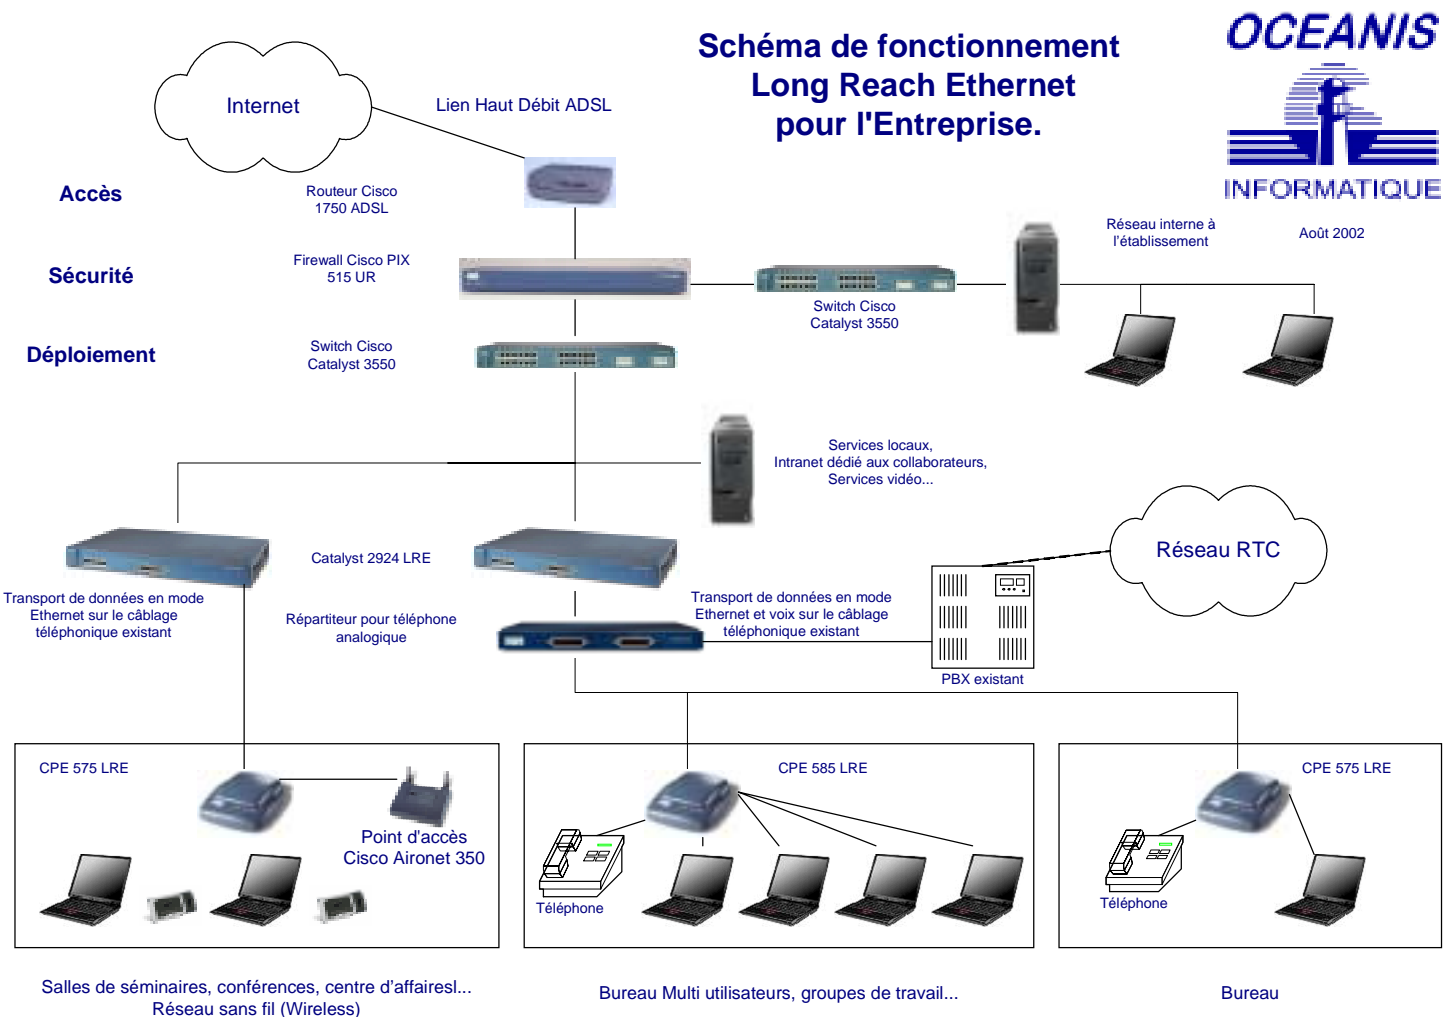 Schéma de fonctionnement
Long Reach Ethernet
pour l'Entreprise.
OCEANIS
INFORMATIQUE
Août 2002
Internet
Lien Haut Débit ADSL
Accès
Routeur Cisco
1750 ADSL
Sécurité
Firewall Cisco PIX
515 UR
Switch Cisco
Catalyst 3550
Réseau interne à
l'établissement
Déploiement
Switch Cisco
Catalyst 3550
Services locaux,
Intranet dédié aux collaborateurs,
Services vidéo...
Réseau RTC
Catalyst 2924 LRE
Transport de données en mode
Ethernet sur le câblage
téléphonique existant
Répartiteur pour téléphone
analogique
Transport de données en mode
Ethernet et voix sur le câblage
téléphonique existant
PBX existant
CPE 575 LRE
Point d'accès
Cisco Aironet 350
CPE 585 LRE
Téléphone
CPE 575 LRE
Téléphone
Salles de séminaires, conférences, centre d'affairesl...
Réseau sans fil (Wireless)
Bureau Multi utilisateurs, groupes de travail...
Bureau